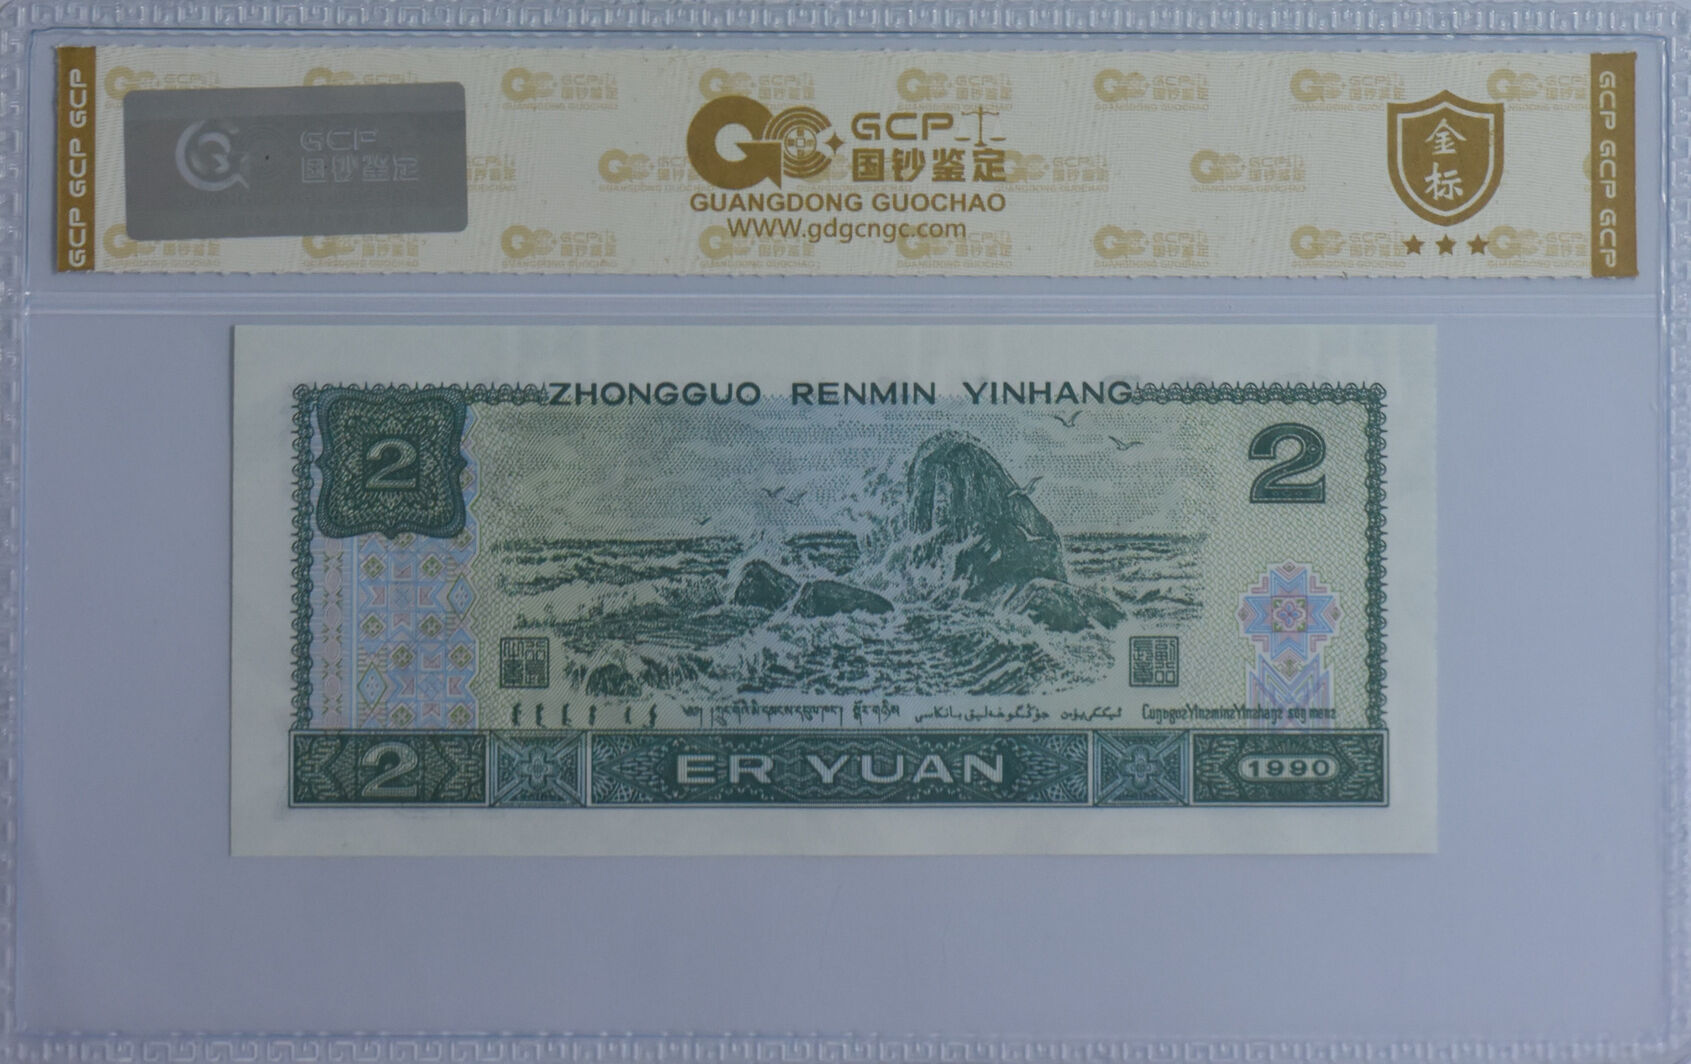 GCP GCP GCP
GCP
国钞鉴定
GCP
国钞鉴定
GUANGDONG GUOCHAO
WWW.gdgcngc.com
金
标
GCP GCP GCP
ZHONGGUO RENMIN YINHANG
2
2
2
ER YUAN
1990